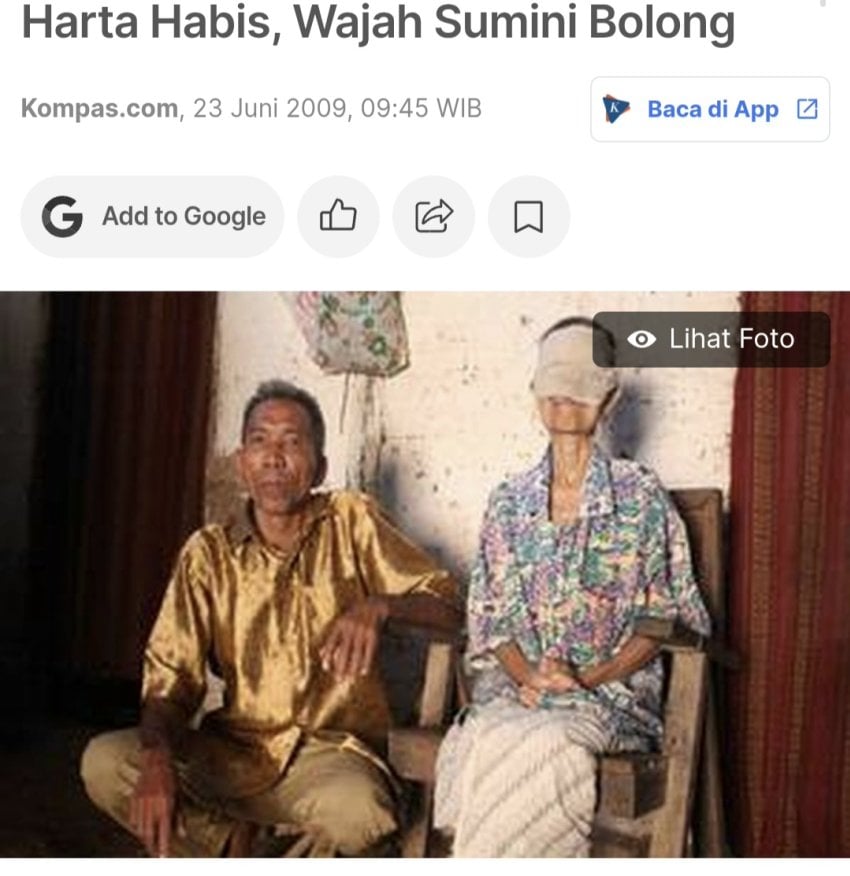 Harta Habis, Wajah Sumini Bolong
Kompas.com, 23 Juni 2009, 09:45 WIB
Baca di App
Add to Google
Lihat Foto